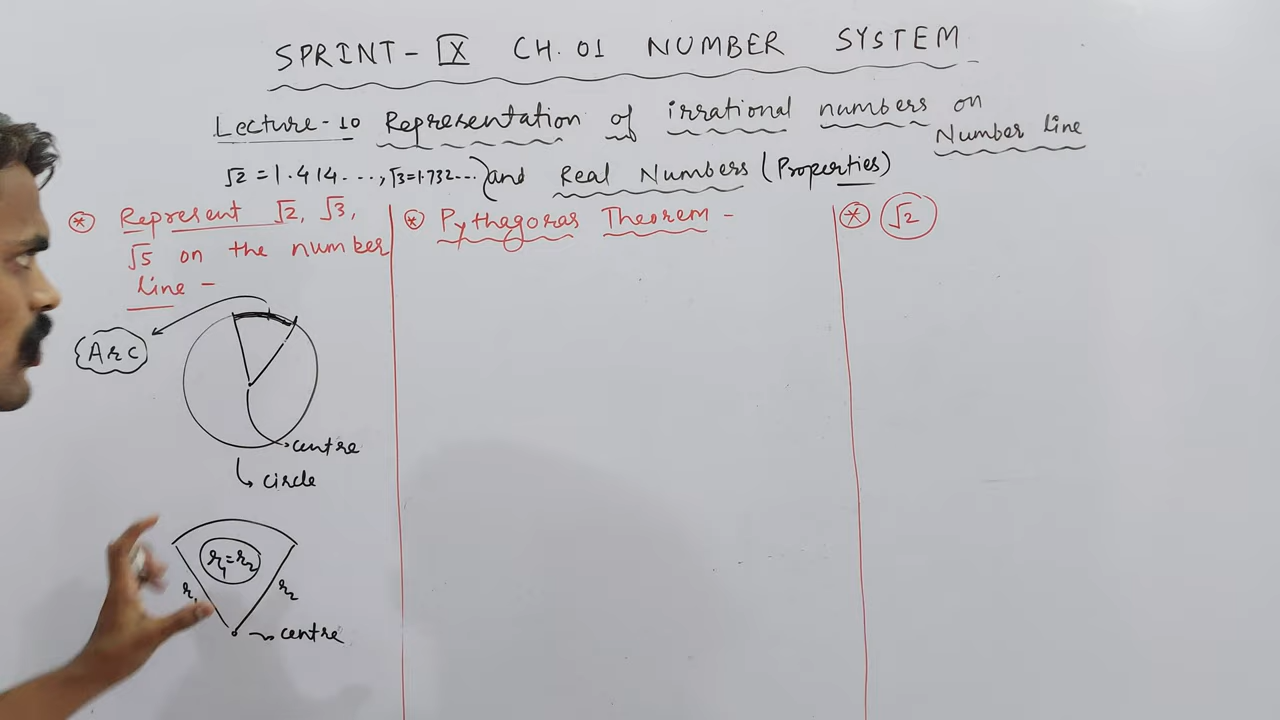 SPRINT-IX CH.01 NUMBER SYSTEM
Lecture-10 Representation of irrational numbers on
Number line
√2 = 1.414..., √3=1.732...) and Real Numbers (Properties)
* Represent √2, √3,
√5 on the number
line -
Arc
centre
circle
r₁=r₂
r₁
r₂
centre
* Pythagoras Theorem -
* √2